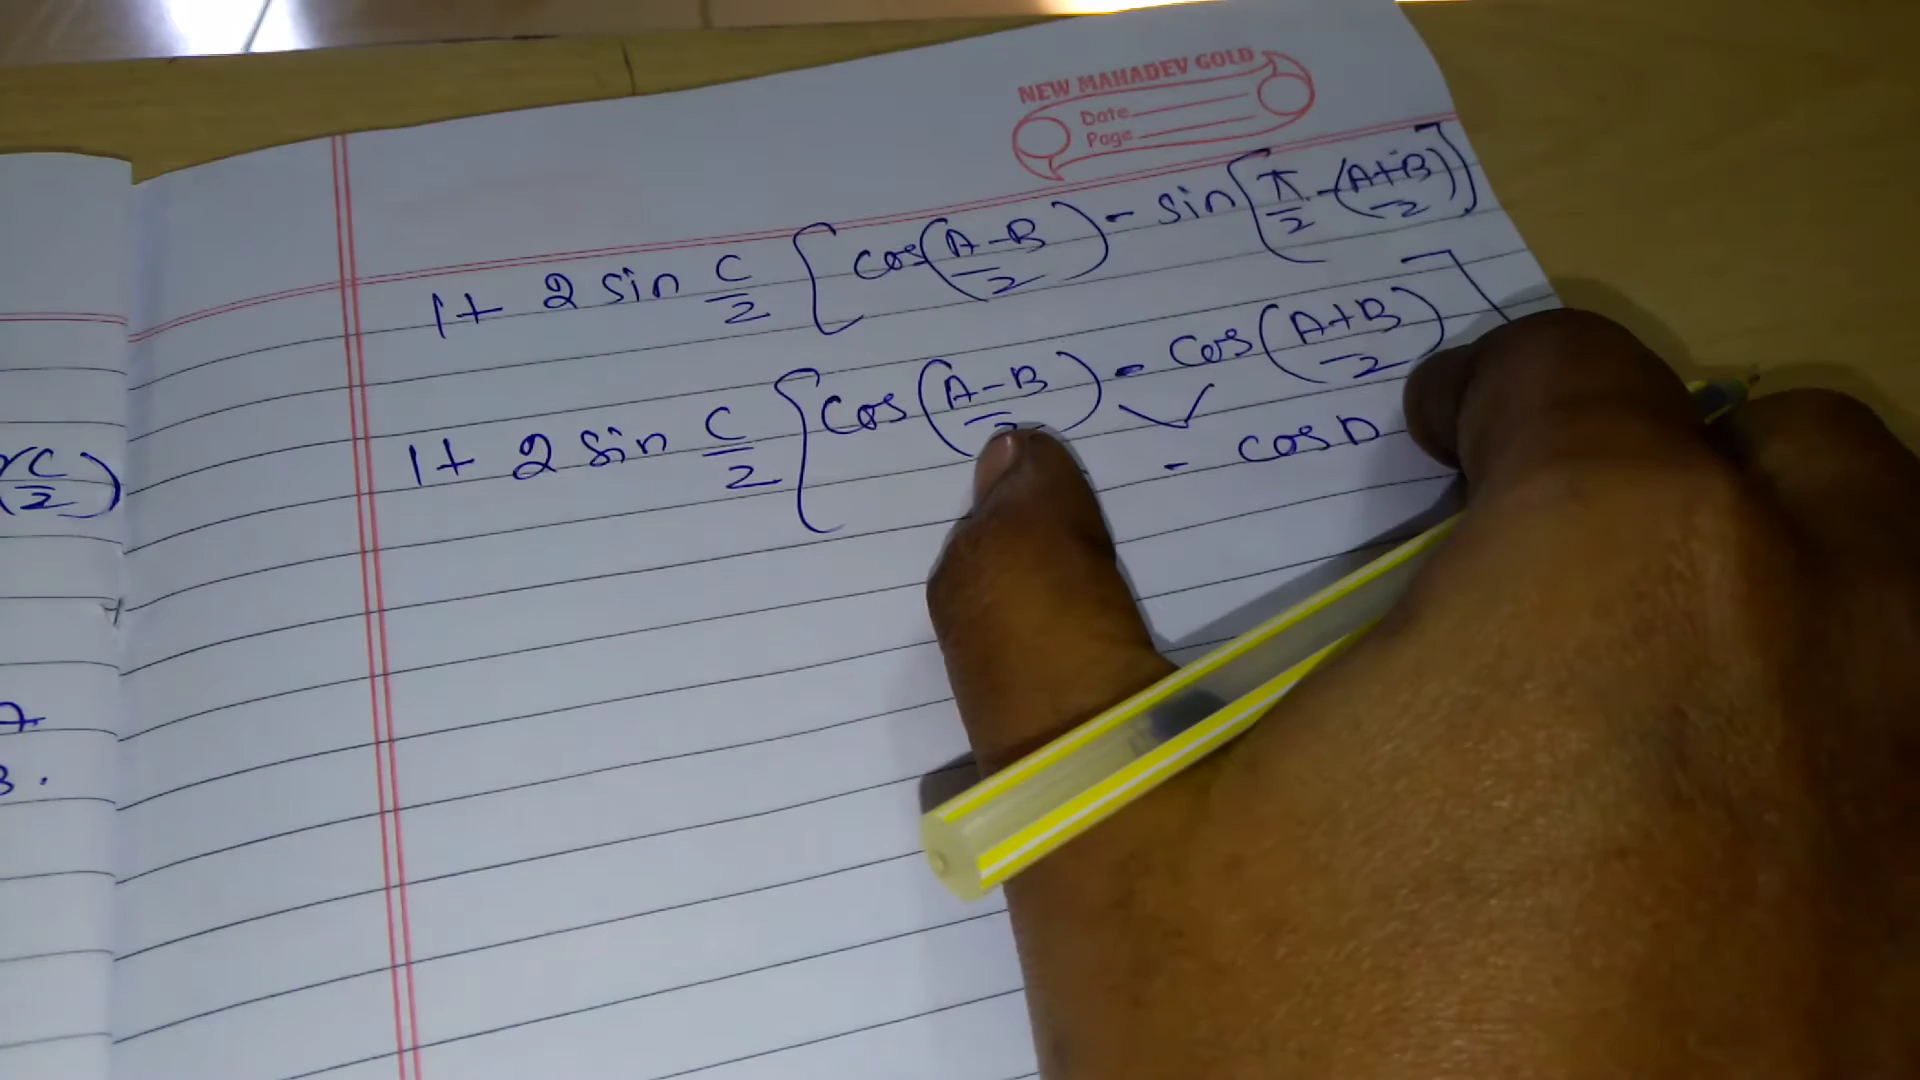 NEW MAHADEV GOLD
Date
Page
1+ 2 sin C/2 [cos(A-B/2) - sin[π/2 - (A+B/2)]]
1+ 2 sin C/2 [cos(A-B/2) - cos(A+B/2)]
- cos D
C/2)